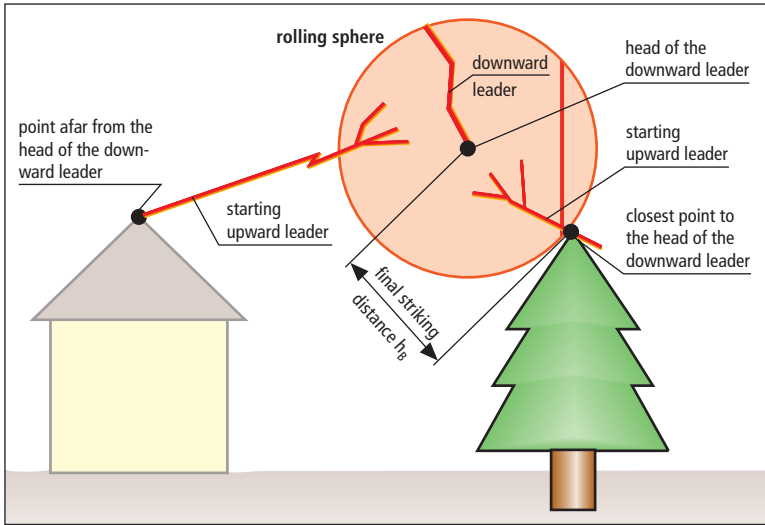 rolling sphere
downward
leader
head of the
downward leader
point afar from the
head of the down-
ward leader
starting
upward leader
starting
upward leader
closest point to
the head of the
downward leader
final striking
distance hB